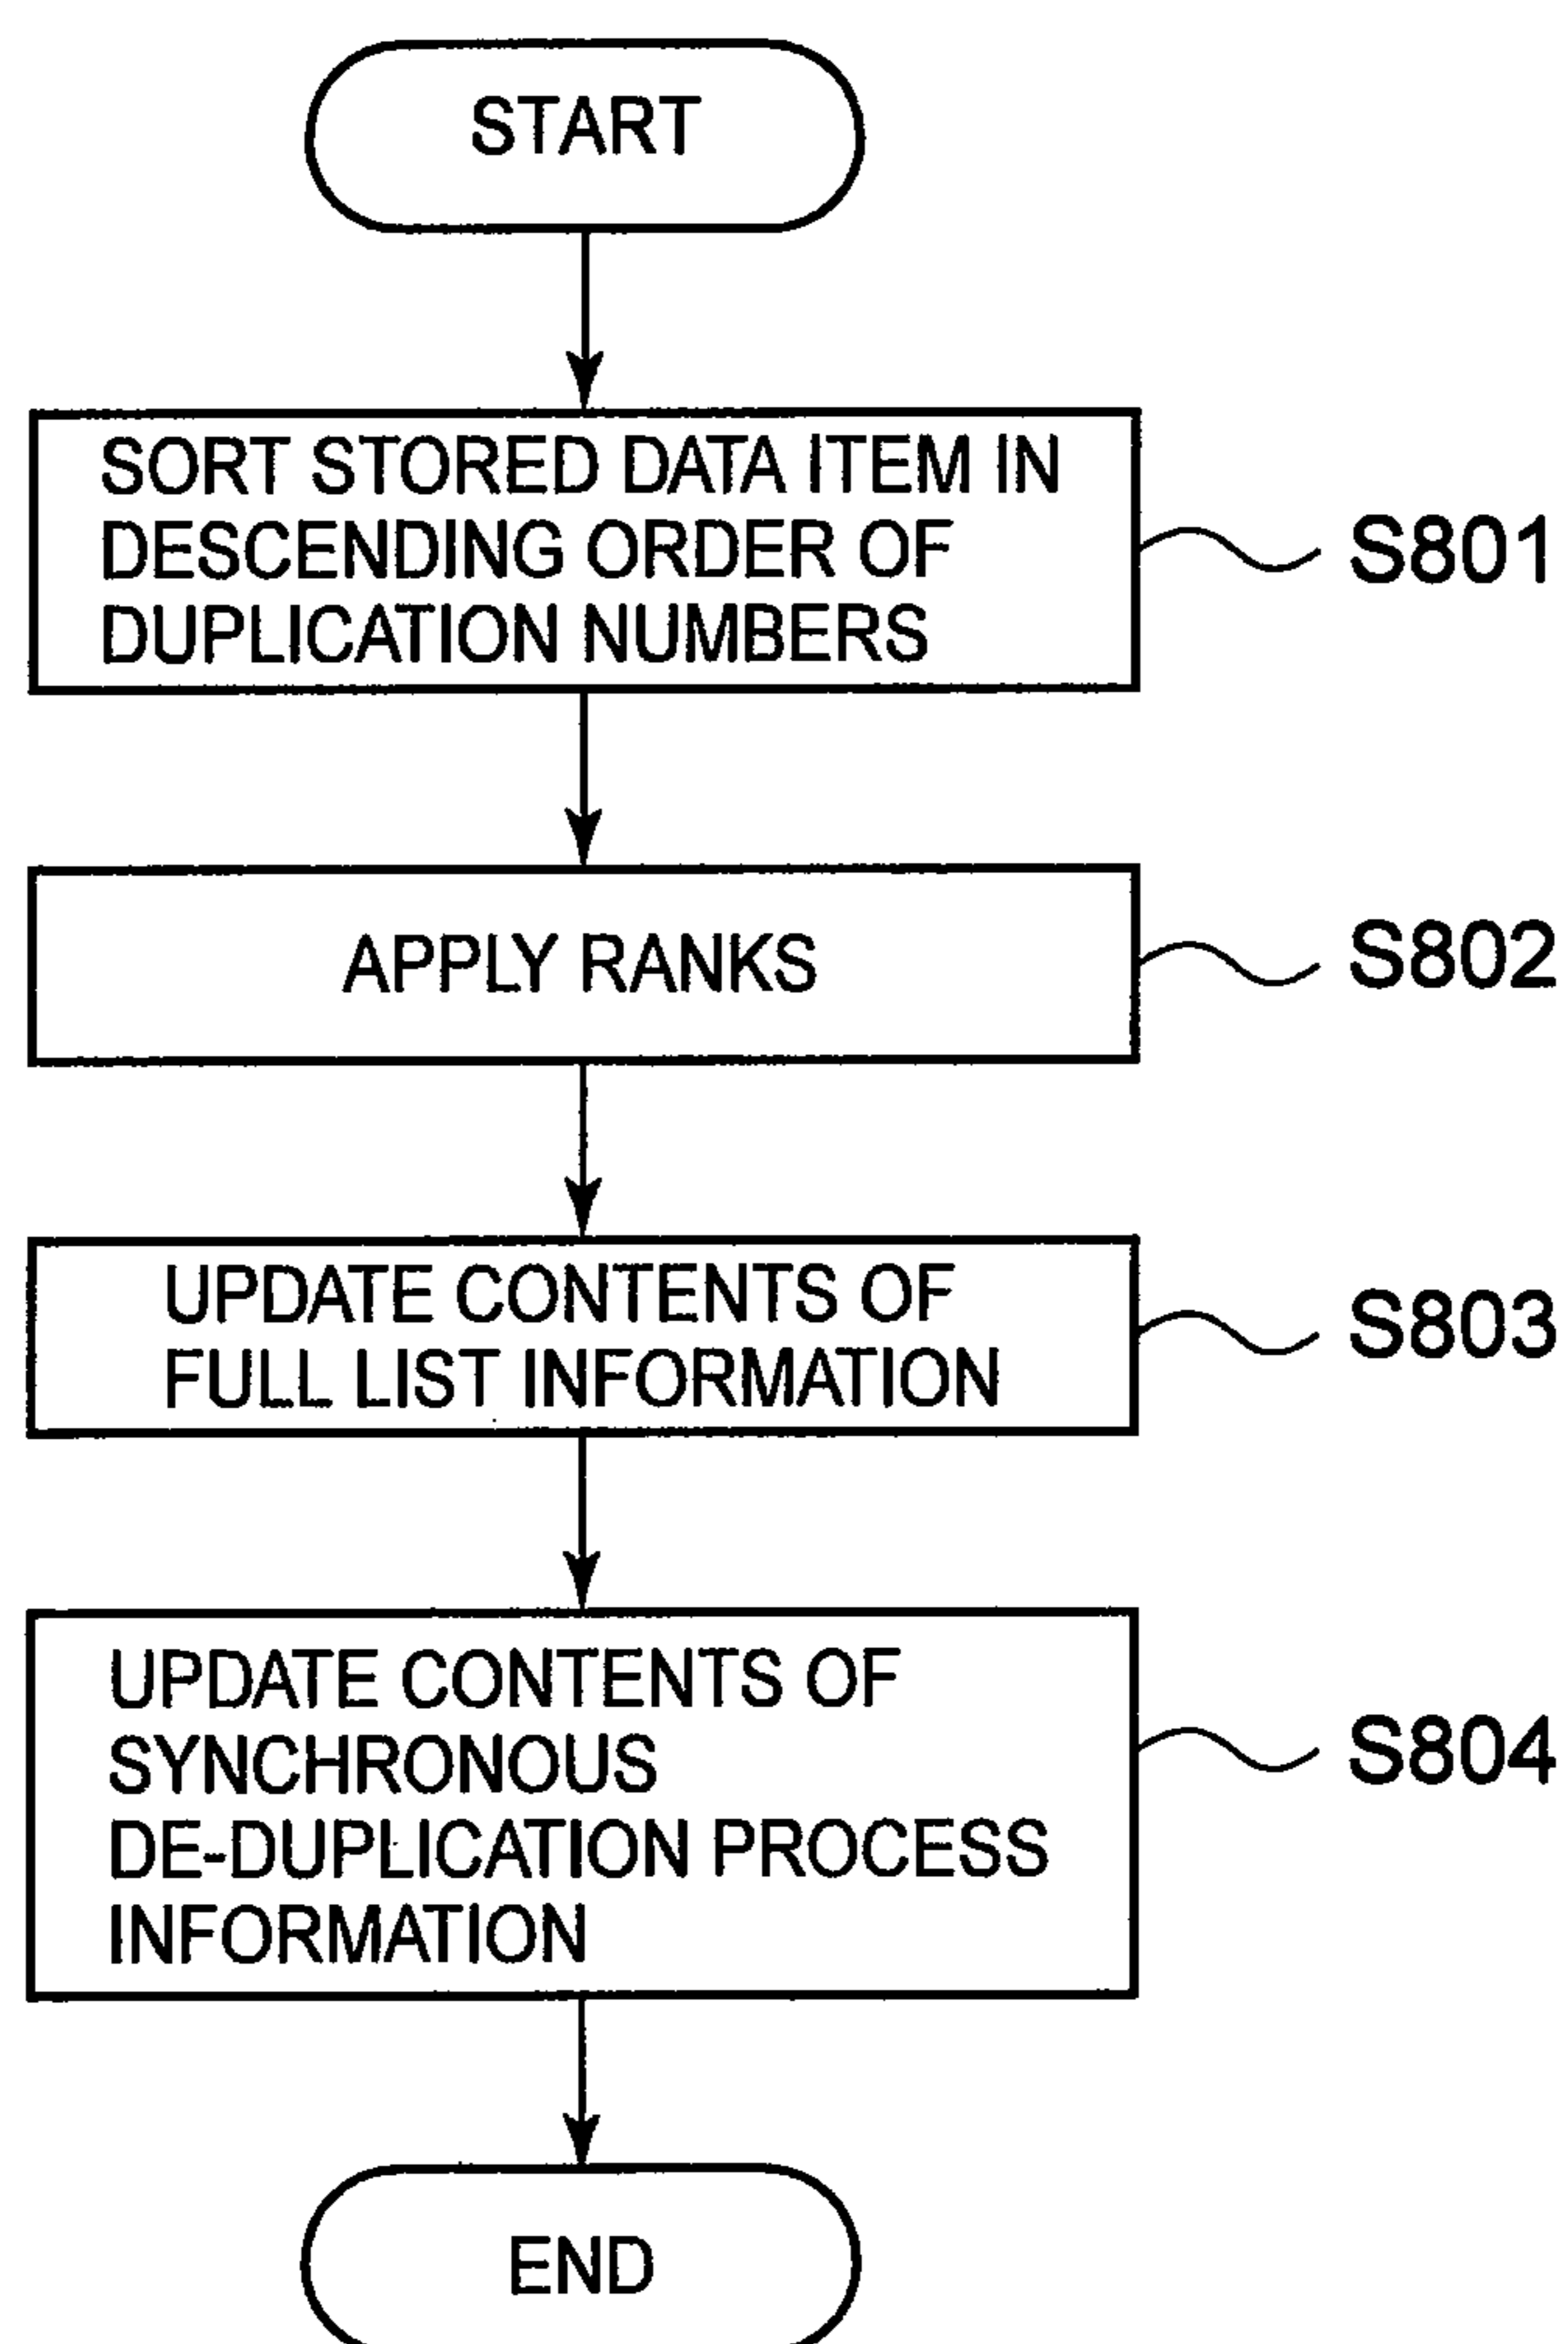 START
SORT STORED DATA ITEM IN
DESCENDING ORDER OF
DUPLICATION NUMBERS
S801
APPLY RANKS
S802
UPDATE CONTENTS OF
FULL LIST INFORMATION
S803
UPDATE CONTENTS OF
SYNCHRONOUS
DE-DUPLICATION PROCESS
INFORMATION
S804
END